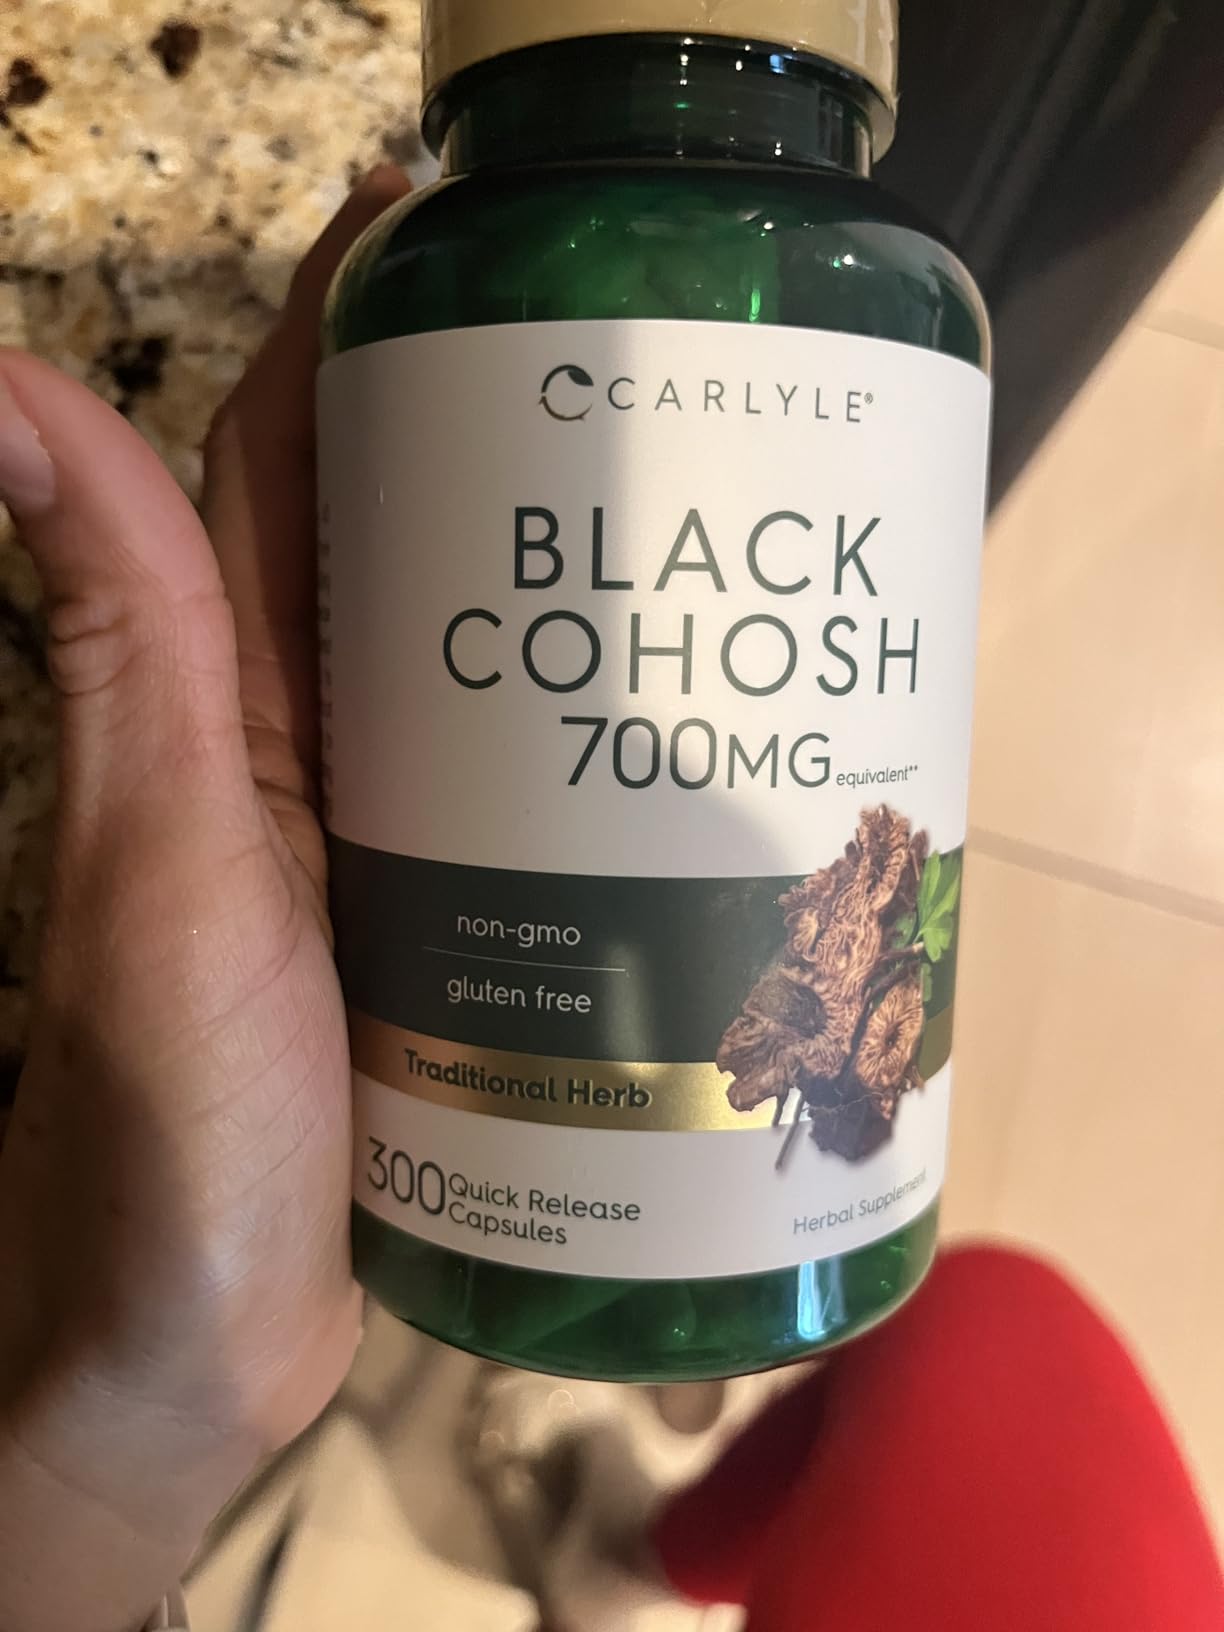 CARLYLE®
BLACK
COHOSH
700MG equivalent**
non-gmo
gluten free
Traditional Herb
300 Quick Release
Capsules
Herbal Supplement